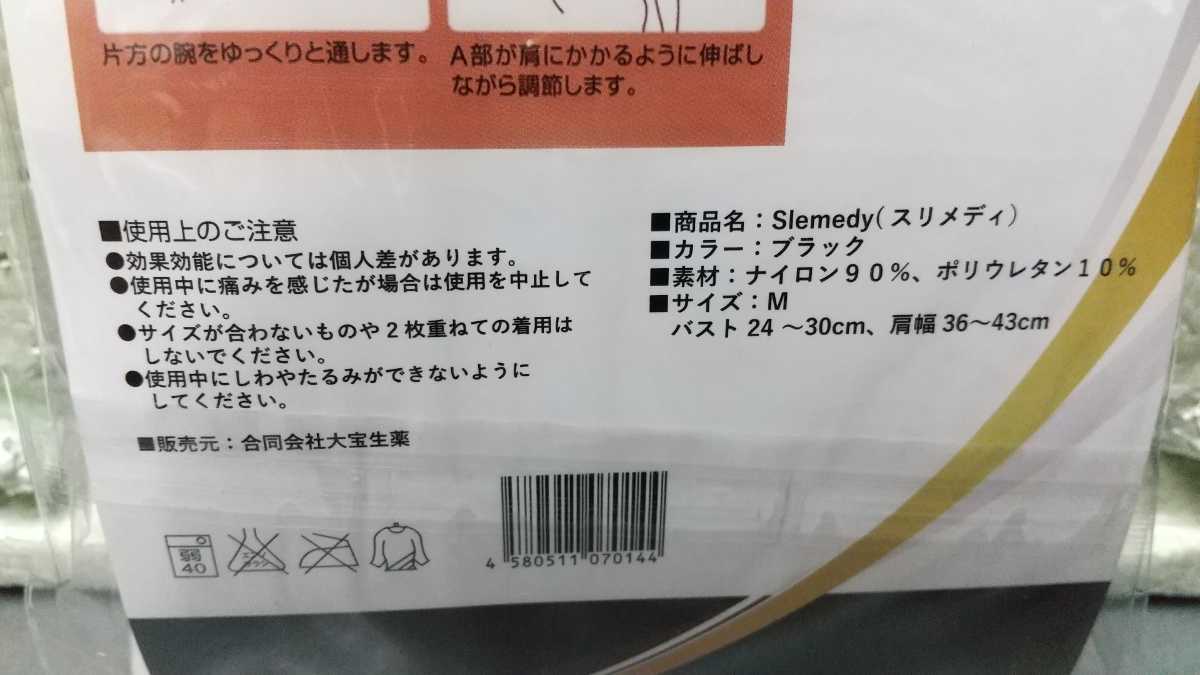 片方の腕をゆっくりと通します。
A部が肩にかかるように伸ばし
ながら調節します。
■使用上のご注意
●効果効能については個人差があります。
●使用中に痛みを感じたが場合は使用を中止して
ください。
●サイズが合わないものや2枚重ねての着用は
しないでください。
●使用中にしわやたるみができないように
してください。
■販売元：合同会社大宝生薬
■商品名：Slemedy(スリメディ)
■カラー：ブラック
■素材：ナイロン90%、ポリウレタン10%
■サイズ：M
バスト24～30cm、肩幅36～43cm
弱
40
エンソ
サラシ
4 580511 070144